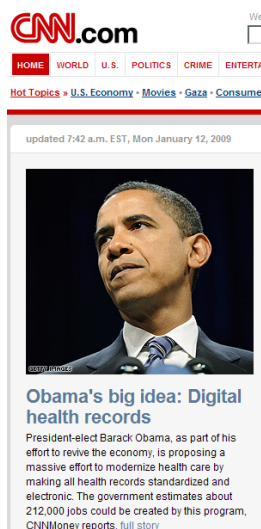 CNN.com
We
HOME WORLD U.S. POLITICS CRIME ENTERTA
Hot Topics » U.S. Economy • Movies • Gaza • Consume
updated 7:42 a.m. EST, Mon January 12, 2009
GETTY IMAGES
Obama's big idea: Digital
health records
President-elect Barack Obama, as part of his
effort to revive the economy, is proposing a
massive effort to modernize health care by
making all health records standardized and
electronic. The government estimates about
212,000 jobs could be created by this program,
CNNMoney reports. full story